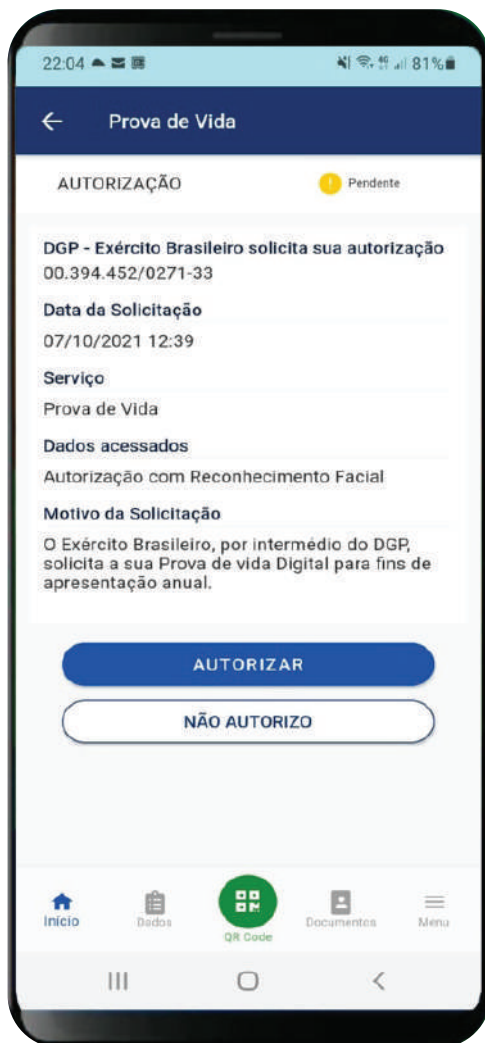 22:04 81%
Prova de Vida
AUTORIZAÇÃO ! Pendente
DGP - Exército Brasileiro solicita sua autorização
00.394.452/0271-33
Data da Solicitação
07/10/2021 12:39
Serviço
Prova de Vida
Dados acessados
Autorização com Reconhecimento Facial
Motivo da Solicitação
O Exército Brasileiro, por intermédio do DGP,
solicita a sua Prova de vida Digital para fins de
apresentação anual.
AUTORIZAR
NÃO AUTORIZO
Início Dados QR Code Documentos Menu